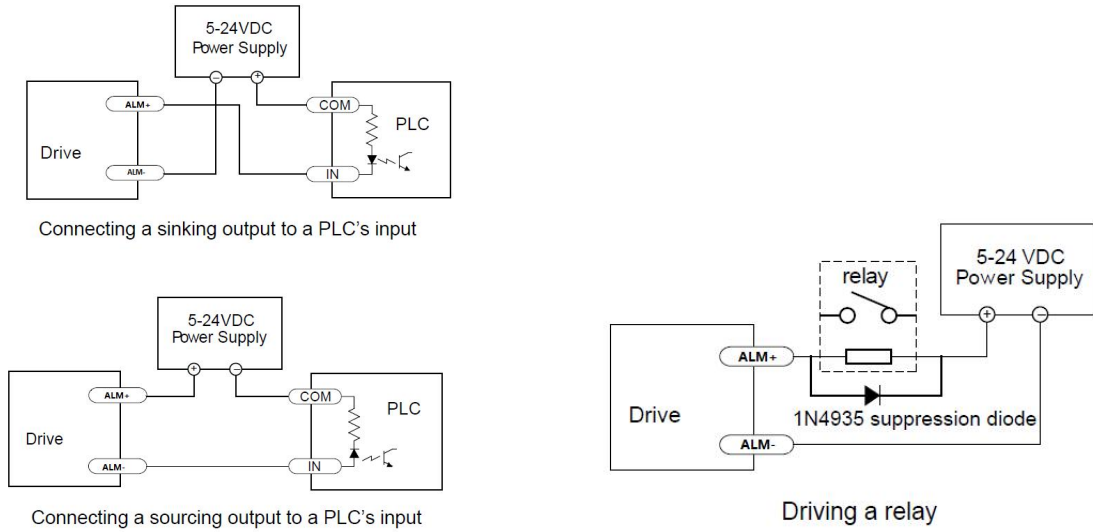 5-24VDC
Power Supply
− +
ALM+
COM
PLC
Drive
ALM-
IN
Connecting a sinking output to a PLC's input
5-24VDC
Power Supply
+ −
ALM+
COM
PLC
Drive
ALM-
IN
Connecting a sourcing output to a PLC's input
5-24 VDC
Power Supply
relay
+ −
ALM+
1N4935 suppression diode
Drive
ALM-
Driving a relay